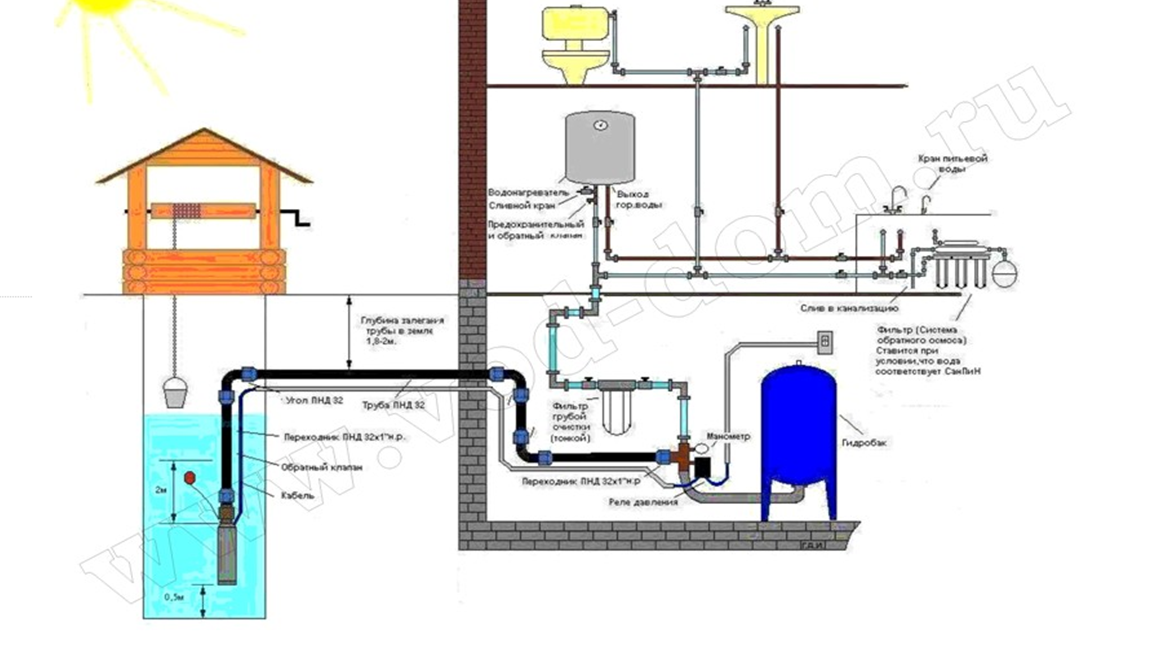 Кран питьевой
воды
Водонагреватель
Сливной кран
Предохранительный
и обратный клапан
Выход
гор.воды
Слив в канализацию
Фильтр (Система
обратного осмоса)
Ставится при
условии,что вода
соответствует СанПиН
Глубина залегания
трубы в земле
1,8-2м.
Угол ПНД 32
Труба ПНД 32
Переходник ПНД 32х1"н.р.
Обратный клапан
Кабель
2м
0,5м
Фильтр
грубой
очистки
(тонкой)
Манометр
Гидробак
Переходник ПНД 32х1"н.р
Реле давления
Г.Д.И
www.vod-dom.ru